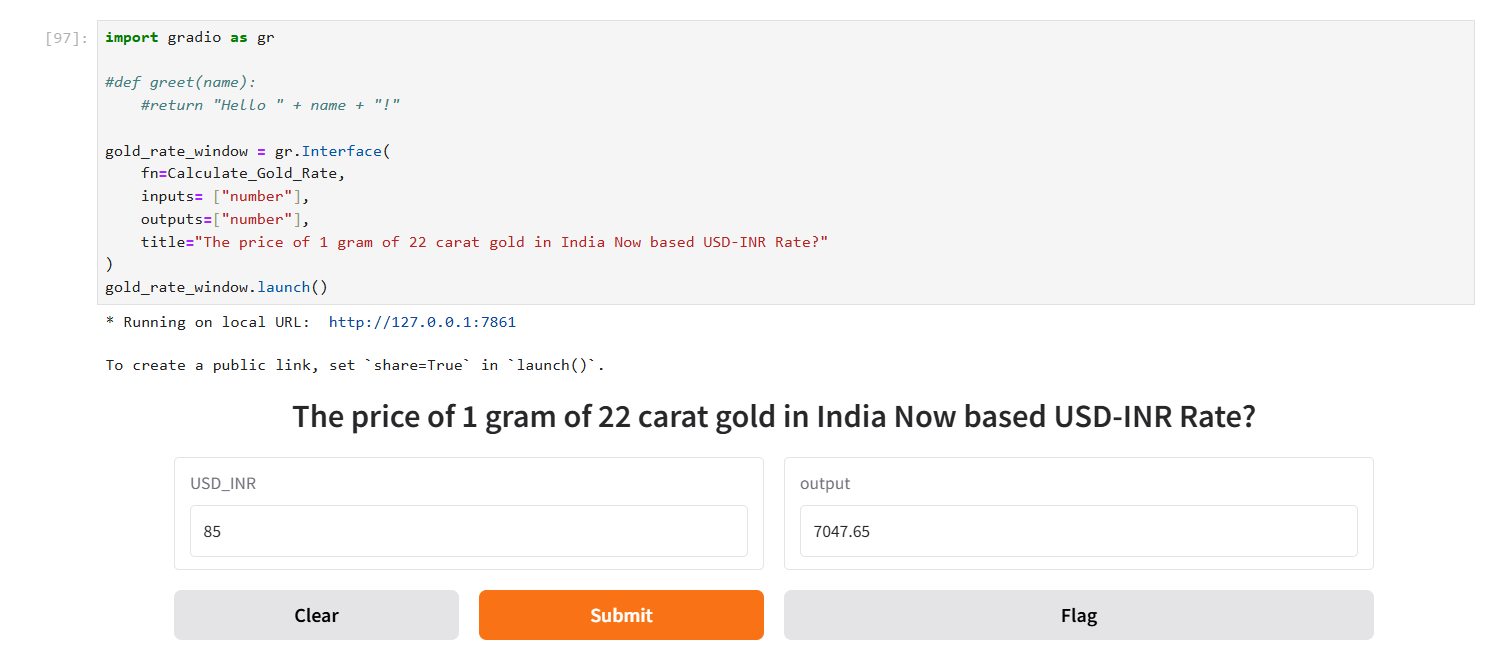 [97]:
import gradio as gr
#def greet(name):
    #return "Hello " + name + "!"
gold_rate_window = gr.Interface(
    fn=Calculate_Gold_Rate,
    inputs= ["number"],
    outputs=["number"],
    title="The price of 1 gram of 22 carat gold in India Now based USD-INR Rate?"
)
gold_rate_window.launch()
* Running on local URL:  http://127.0.0.1:7861
To create a public link, set `share=True` in `launch()`.
The price of 1 gram of 22 carat gold in India Now based USD-INR Rate?
USD_INR
85
output
7047.65
Clear
Submit
Flag